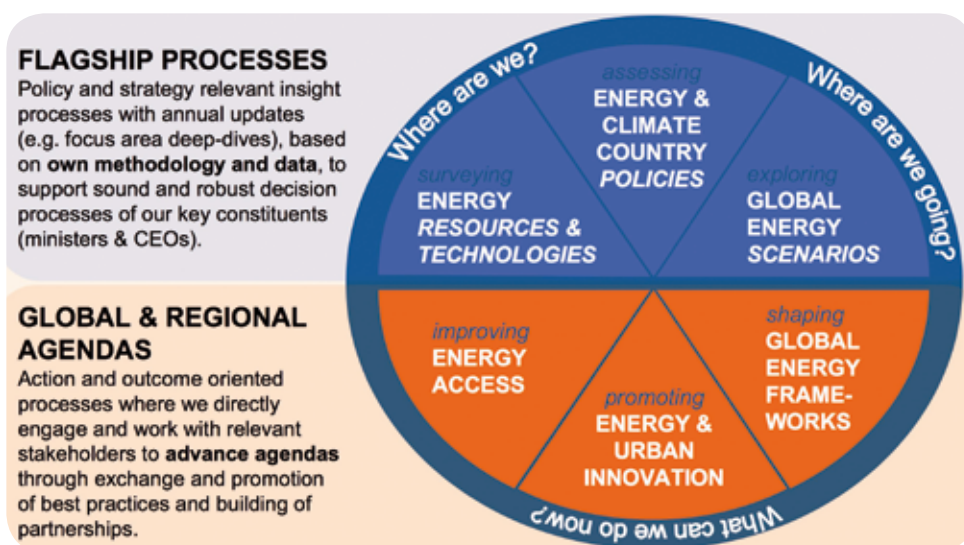 FLAGSHIP PROCESSES
Policy and strategy relevant insight
processes with annual updates
(e.g. focus area deep-dives), based
on own methodology and data, to
support sound and robust decision
processes of our key constituents
(ministers & CEOs).
GLOBAL & REGIONAL
AGENDAS
Action and outcome oriented
processes where we directly
engage and work with relevant
stakeholders to advance agendas
through exchange and promotion
of best practices and building of
partnerships.
Where are we?
Where are we going?
surveying
ENERGY
RESOURCES &
TECHNOLOGIES
assessing
ENERGY &
CLIMATE
COUNTRY
POLICIES
exploring
GLOBAL
ENERGY
SCENARIOS
improving
ENERGY
ACCESS
promoting
ENERGY &
URBAN
INNOVATION
shaping
GLOBAL
ENERGY
FRAME-
WORKS
What can we do now?